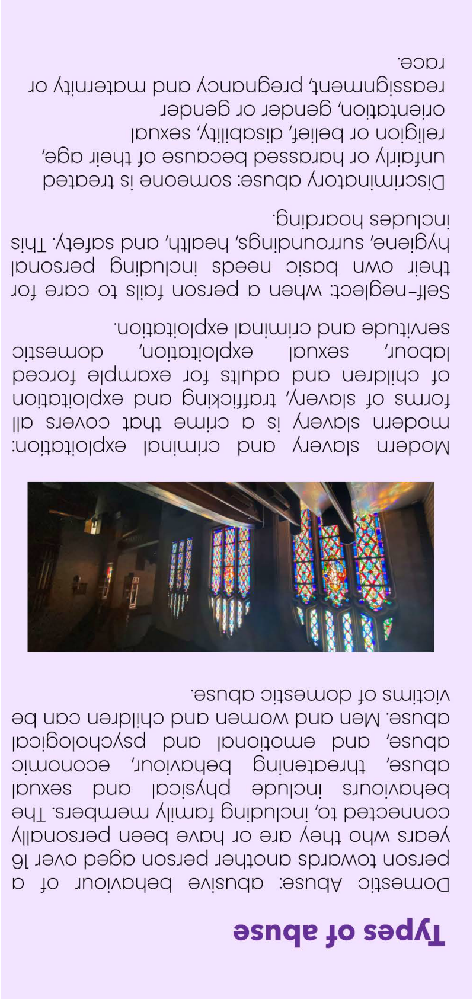 Types of abuse
Domestic Abuse: abusive behaviour of a
person towards another person aged over 16
years who they are or have been personally
connected to, including family members. The
behaviours include physical and sexual
abuse, threatening behaviour, economic
abuse, and emotional and psychological
abuse. Men and women and children can be
victims of domestic abuse.
Modern slavery and criminal exploitation:
modern slavery is a crime that covers all
forms of slavery, trafficking and exploitation
of children and adults for example forced
labour, sexual exploitation, domestic
servitude and criminal exploitation.
Self-neglect: when a person fails to care for
their own basic needs including personal
hygiene, surroundings, health, and safety. This
includes hoarding.
Discriminatory abuse: someone is treated
unfairly or harassed because of their age,
religion or belief, disability, sexual
orientation, gender or gender
reassignment, pregnancy and maternity or
race.